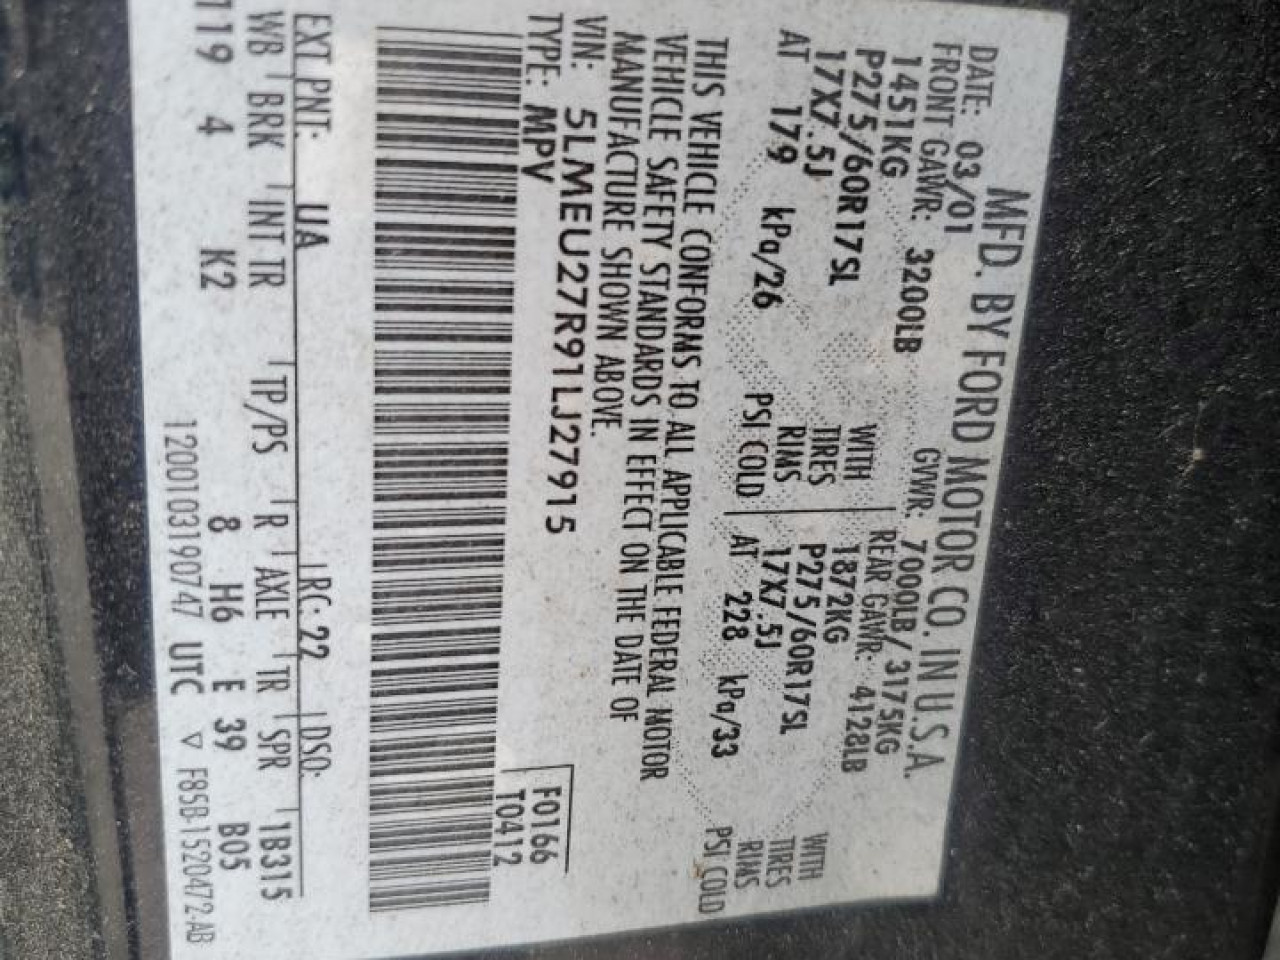 MFD. BY FORD MOTOR CO. IN U.S.A.
DATE: 03/01 GVWR: 7000LB/3175KG
FRONT GAWR: 3200LB REAR GAWR: 4128LB
1451KG WITH 1872KG WITH
P275/60R17SL TIRES P275/60R17SL TIRES
17X7.5J RIMS 17X7.5J RIMS
AT 179 kPa/26 PSI COLD AT 228 kPa/33 PSI COLD
THIS VEHICLE CONFORMS TO ALL APPLICABLE FEDERAL MOTOR
VEHICLE SAFETY STANDARDS IN EFFECT ON THE DATE OF
MANUFACTURE SHOWN ABOVE.
VIN: 5LMEU27R91LJ27915
TYPE: MPV
F0166
T0412
EXT PNT: UA RC: 22 DSO:
WB BRK INT TR TP/PS R AXLE TR SPR 1B315
119 4 K2 8 H6 E 39 B05
1200103190747 UTC ▽ F85B-1520472-AB